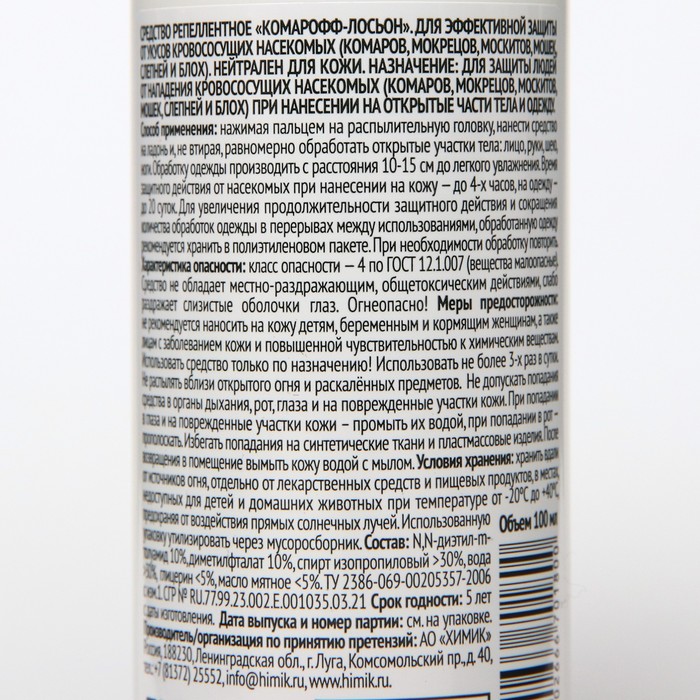 СРЕДСТВО РЕПЕЛЛЕНТНОЕ «КОМАРОФФ-ЛОСЬОН». ДЛЯ ЭФФЕКТИВНОЙ ЗАЩИТЫ
ОТ УКУСОВ КРОВОСОСУЩИХ НАСЕКОМЫХ (КОМАРОВ, МОКРЕЦОВ, МОСКИТОВ, МОШЕК,
СЛЕПНЕЙ И БЛОХ). НЕЙТРАЛЕН ДЛЯ КОЖИ. НАЗНАЧЕНИЕ: ДЛЯ ЗАЩИТЫ ЛЮДЕЙ
ОТ НАПАДЕНИЯ КРОВОСОСУЩИХ НАСЕКОМЫХ (КОМАРОВ, МОКРЕЦОВ, МОСКИТОВ,
МОШЕК, СЛЕПНЕЙ И БЛОХ) ПРИ НАНЕСЕНИИ НА ОТКРЫТЫЕ ЧАСТИ ТЕЛА И ОДЕЖДУ.
Способ применения: нажимая пальцем на распылительную головку, нанести средство
на ладонь и, не втирая, равномерно обработать открытые участки тела: лицо, руки, шею,
ноги. Обработку одежды производить с расстояния 10-15 см до легкого увлажнения. Время
защитного действия от насекомых при нанесении на кожу — до 4-х часов, на одежду –
до 20 суток. Для увеличения продолжительности защитного действия и сокращения
количества обработок одежды в перерывах между использованиями, обработанную одежду
рекомендуется хранить в полиэтиленовом пакете. При необходимости обработку повторить.
Характеристика опасности: класс опасности — 4 по ГОСТ 12.1.007 (вещества малоопасные).
Средство не обладает местно-раздражающим, общетоксическим действиями, слабо
раздражает слизистые оболочки глаз. Огнеопасно! Меры предосторожности:
не рекомендуется наносить на кожу детям, беременным и кормящим женщинам, а также
лицам с заболеванием кожи и повышенной чувствительностью к химическим веществам.
Использовать средство только по назначению! Использовать не более 3-х раз в сутки.
Не распылять вблизи открытого огня и раскалённых предметов. Не допускать попадания
средства в органы дыхания, рот, глаза и на поврежденные участки кожи. При попадании
в глаза и на поврежденные участки кожи – промыть их водой, при попадании в рот –
прополоскать. Избегать попадания на синтетические ткани и пластмассовые изделия. После
возвращения в помещение вымыть кожу водой с мылом. Условия хранения: хранить вдали
от источников огня, отдельно от лекарственных средств и пищевых продуктов, в местах,
недоступных для детей и домашних животных при температуре от -20°С до +40°С,
предохраняя от воздействия прямых солнечных лучей. Использованную
упаковку утилизировать через мусоросборник. Состав: N,N-диэтил-m-
толуамид 10%, диметилфталат 10%, спирт изопропиловый >30%, вода
>30%, глицерин <5%, масло мятное <5%. ТУ 2386-069-00205357-2006
с изм.1. СГР № RU.77.99.23.002.Е.001035.03.21 Срок годности: 5 лет
с даты изготовления. Дата выпуска и номер партии: см. на упаковке.
Производитель/организация по принятию претензий: АО «ХИМИК»
Россия, 188230, Ленинградская обл., г. Луга, Комсомольский пр., д. 40,
тел./факс +7 (81372) 25552, info@himik.ru, www.himik.ru.
Объем 100 мл